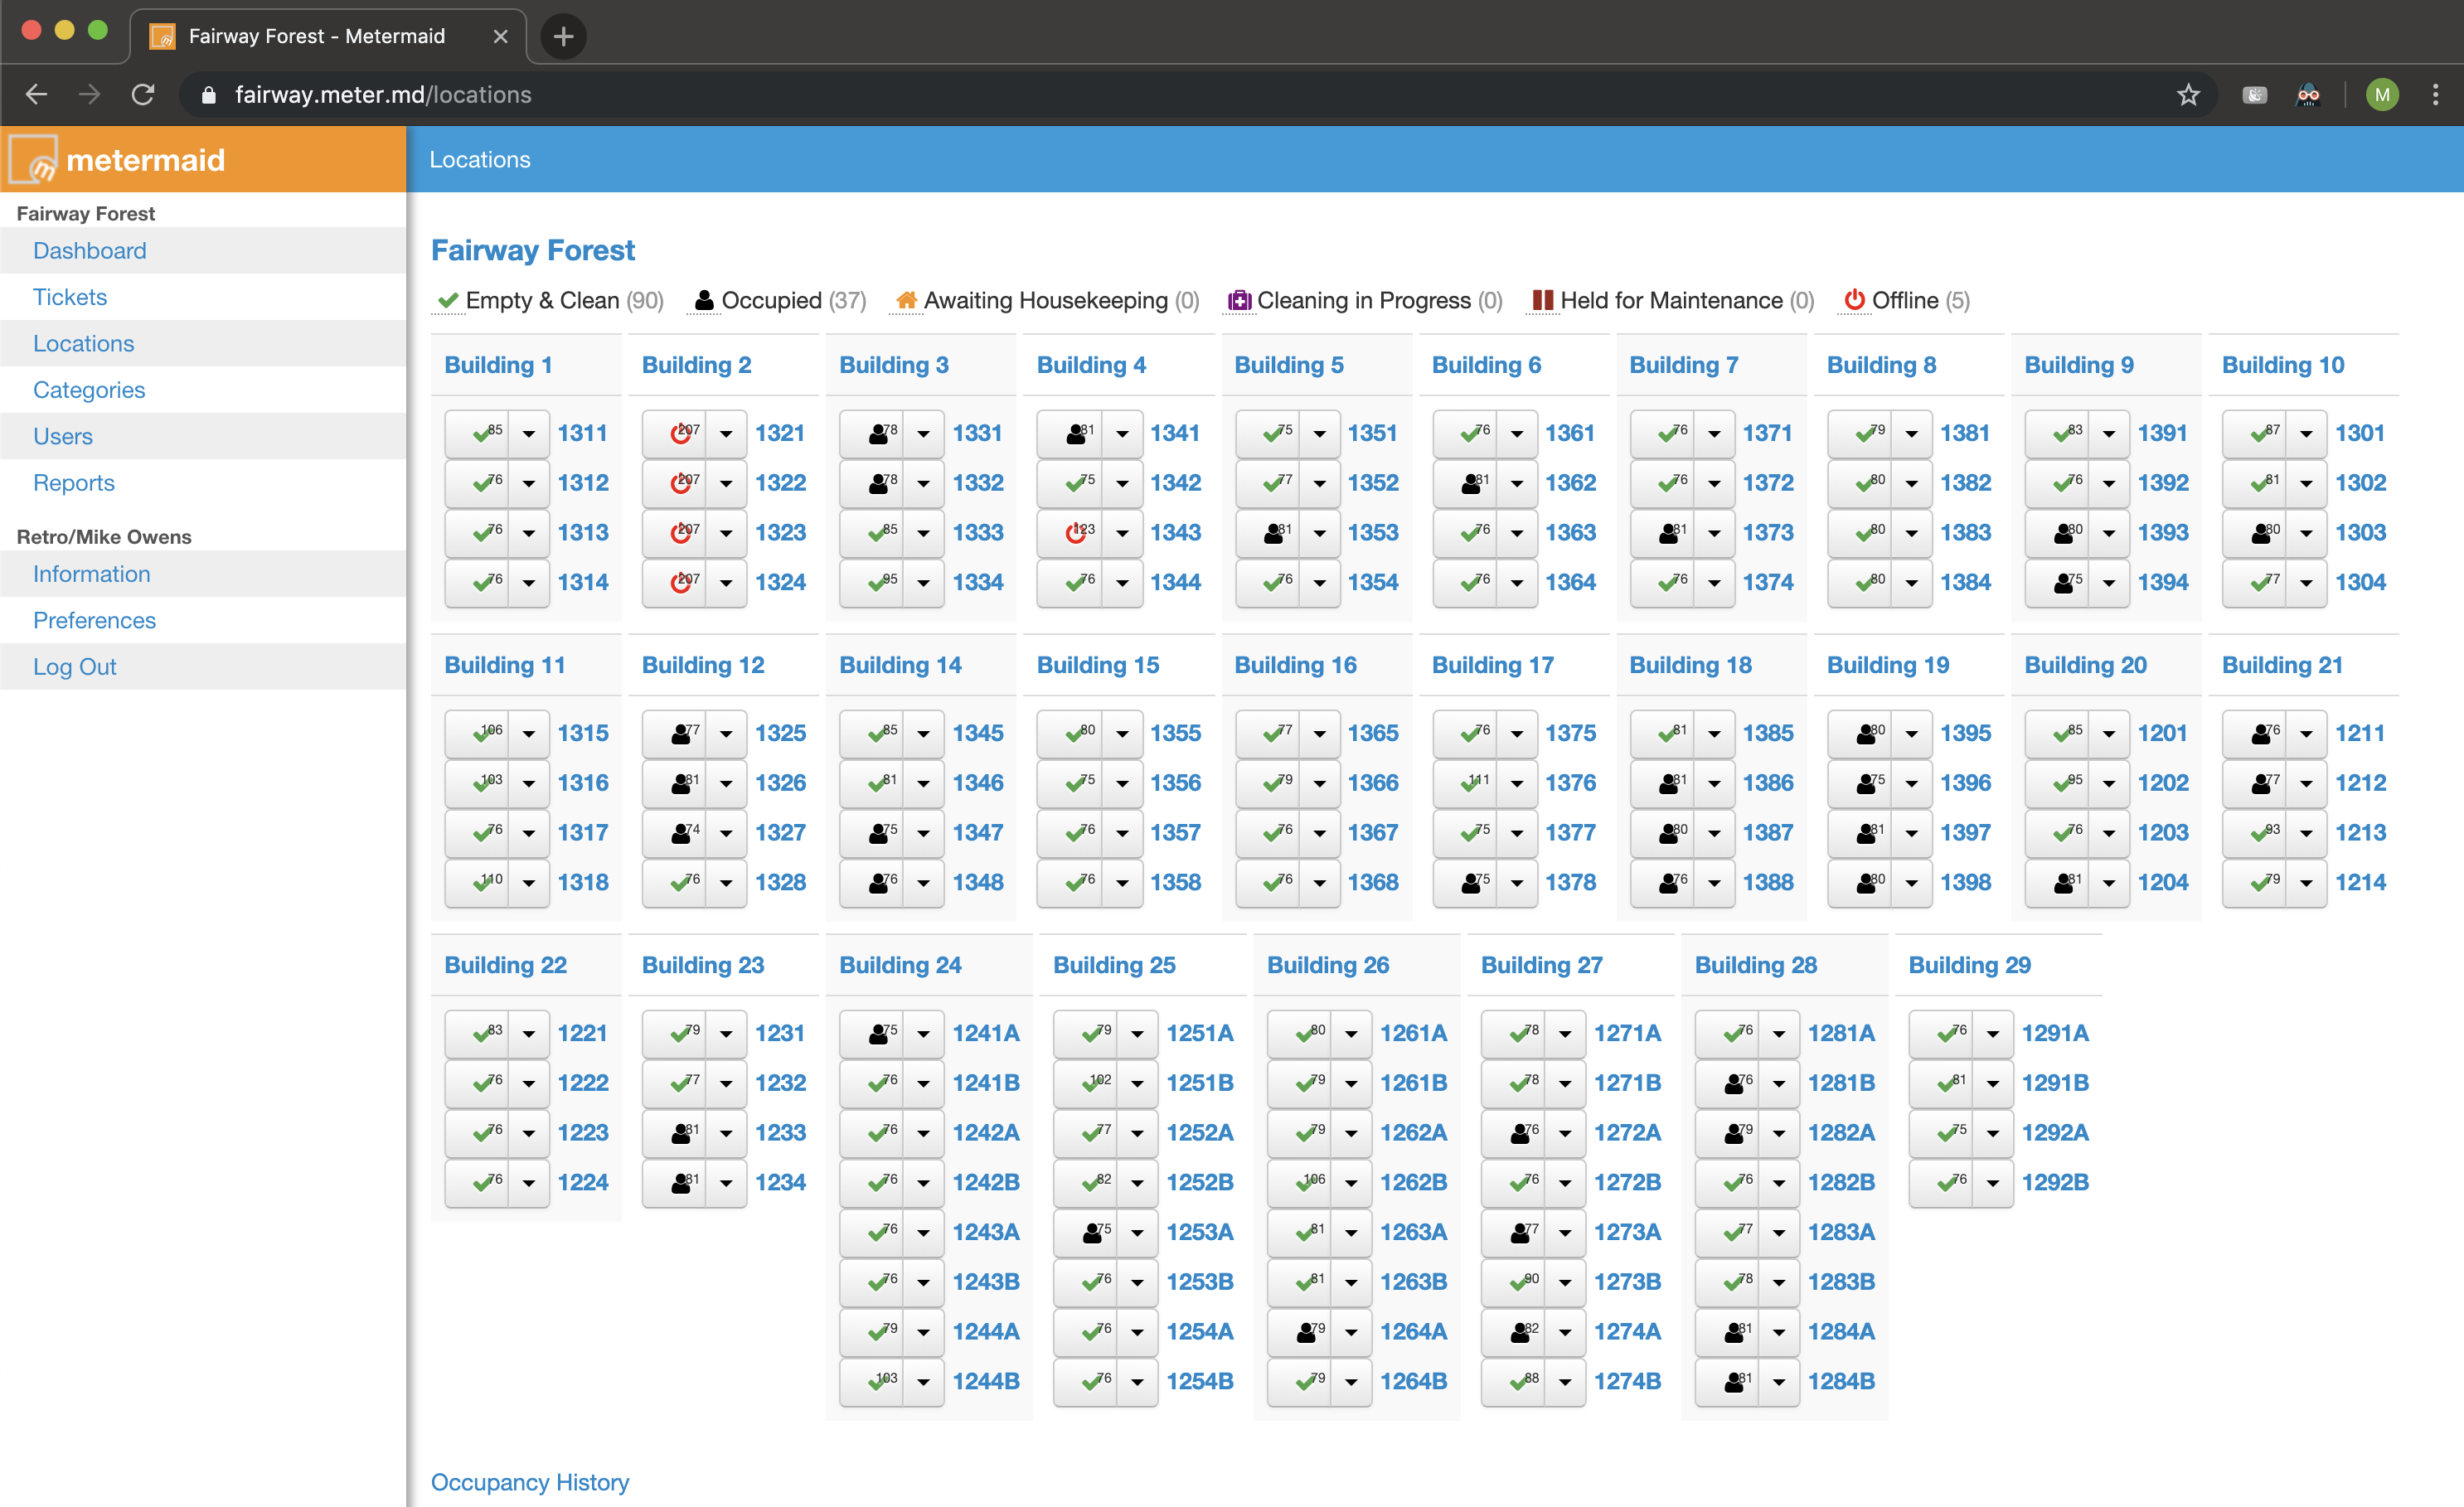 Fairway Forest - Metermaid
fairway.meter.md/locations
M
metermaid
Locations
Fairway Forest
Dashboard
Tickets
Locations
Categories
Users
Reports
Retro/Mike Owens
Information
Preferences
Log Out
Fairway Forest
Empty & Clean (90) Occupied (37) Awaiting Housekeeping (0) Cleaning in Progress (0) Held for Maintenance (0) Offline (5)
Building 1 Building 2 Building 3 Building 4 Building 5 Building 6 Building 7 Building 8 Building 9 Building 10
85 1311 207 1321 78 1331 81 1341 75 1351 76 1361 76 1371 79 1381 83 1391 87 1301
76 1312 207 1322 78 1332 75 1342 77 1352 81 1362 76 1372 80 1382 76 1392 81 1302
76 1313 207 1323 85 1333 123 1343 81 1353 76 1363 81 1373 80 1383 80 1393 80 1303
76 1314 207 1324 95 1334 76 1344 76 1354 76 1364 76 1374 80 1384 75 1394 77 1304
Building 11 Building 12 Building 14 Building 15 Building 16 Building 17 Building 18 Building 19 Building 20 Building 21
106 1315 77 1325 85 1345 80 1355 77 1365 76 1375 81 1385 80 1395 85 1201 76 1211
103 1316 81 1326 81 1346 75 1356 79 1366 111 1376 81 1386 75 1396 95 1202 77 1212
76 1317 74 1327 75 1347 76 1357 76 1367 75 1377 80 1387 81 1397 76 1203 93 1213
110 1318 76 1328 76 1348 76 1358 76 1368 75 1378 76 1388 80 1398 81 1204 79 1214
Building 22 Building 23 Building 24 Building 25 Building 26 Building 27 Building 28 Building 29
83 1221 79 1231 75 1241A 79 1251A 80 1261A 78 1271A 76 1281A 76 1291A
76 1222 77 1232 76 1241B 102 1251B 79 1261B 78 1271B 76 1281B 81 1291B
76 1223 81 1233 76 1242A 77 1252A 79 1262A 76 1272A 79 1282A 75 1292A
76 1224 81 1234 76 1242B 82 1252B 106 1262B 76 1272B 76 1282B 76 1292B
76 1243A 75 1253A 81 1263A 77 1273A 77 1283A
76 1243B 76 1253B 81 1263B 90 1273B 78 1283B
79 1244A 76 1254A 79 1264A 82 1274A 81 1284A
103 1244B 76 1254B 79 1264B 88 1274B 81 1284B
Occupancy History